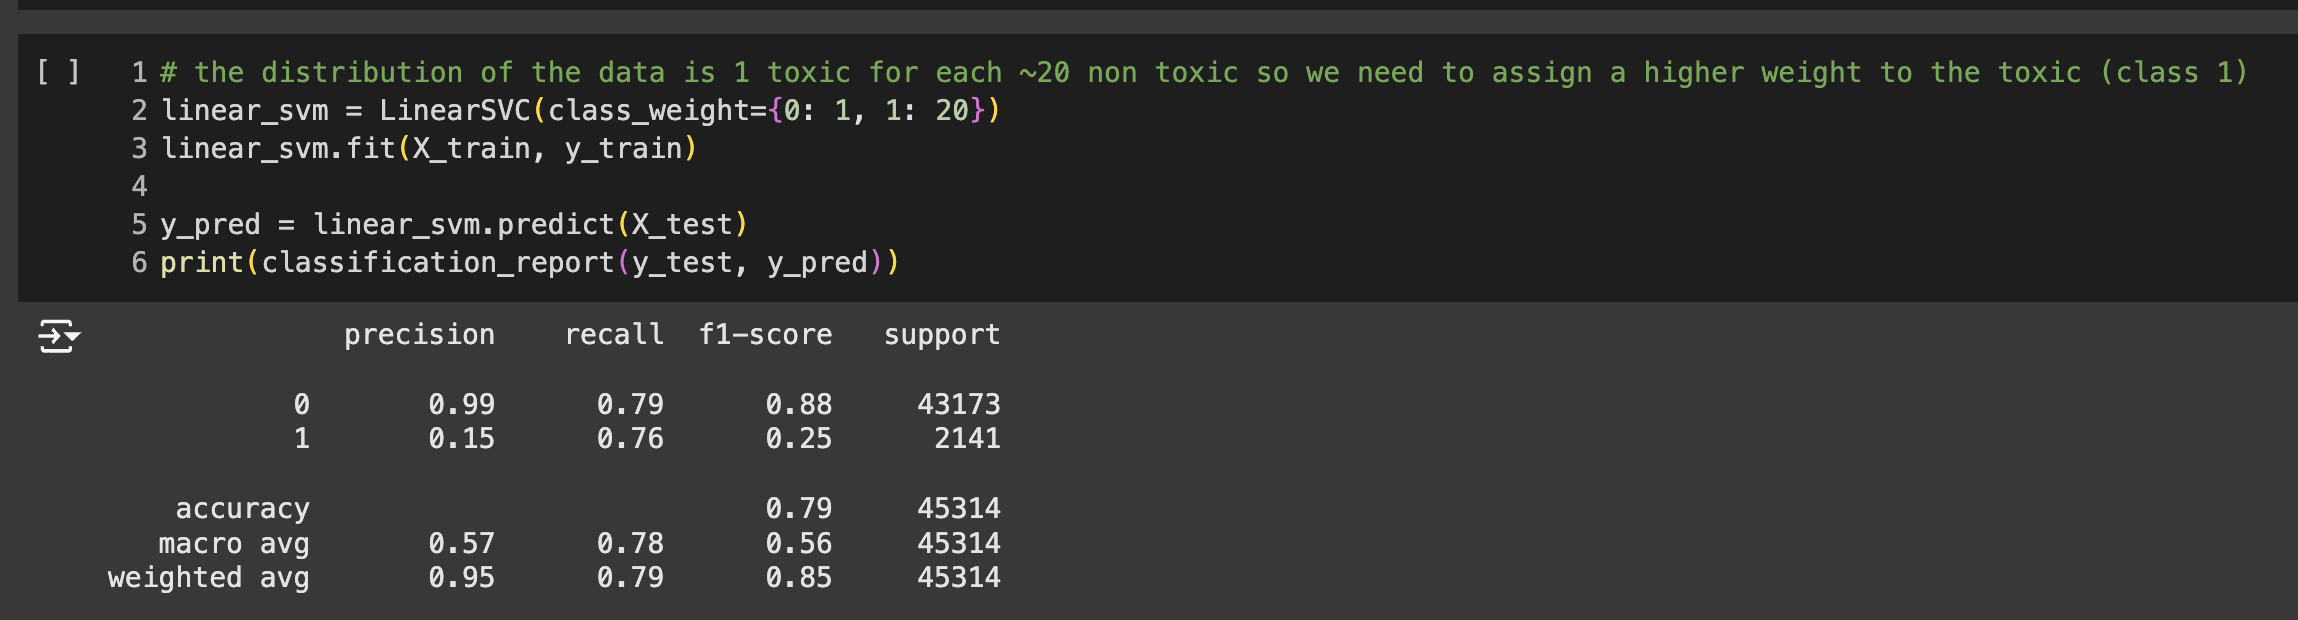 [ ] 1 # the distribution of the data is 1 toxic for each ~20 non toxic so we need to assign a higher weight to the toxic (class 1)
2 linear_svm = LinearSVC(class_weight={0: 1, 1: 20})
3 linear_svm.fit(X_train, y_train)
4
5 y_pred = linear_svm.predict(X_test)
6 print(classification_report(y_test, y_pred))
precision recall f1-score support
0 0.99 0.79 0.88 43173
1 0.15 0.76 0.25 2141
accuracy 0.79 45314
macro avg 0.57 0.78 0.56 45314
weighted avg 0.95 0.79 0.85 45314